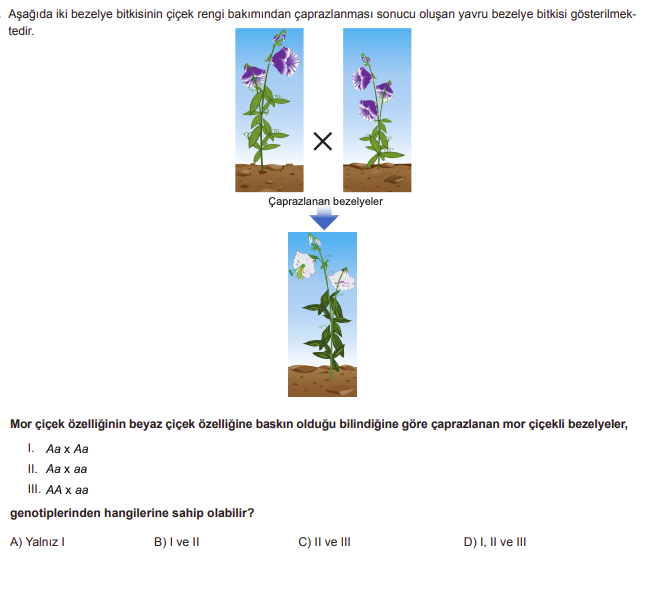 Aşağıda iki bezelye bitkisinin çiçek rengi bakımından çaprazlanması sonucu oluşan yavru bezelye bitkisi gösterilmek-
tedir.
×
Çaprazlanan bezelyeler
Mor çiçek özelliğinin beyaz çiçek özelliğine baskın olduğu bilindiğine göre çaprazlanan mor çiçekli bezelyeler,
I. Aa x Aa
II. Aa x aa
III. AA x aa
genotiplerinden hangilerine sahip olabilir?
A) Yalnız I B) I ve II C) II ve III D) I, II ve III